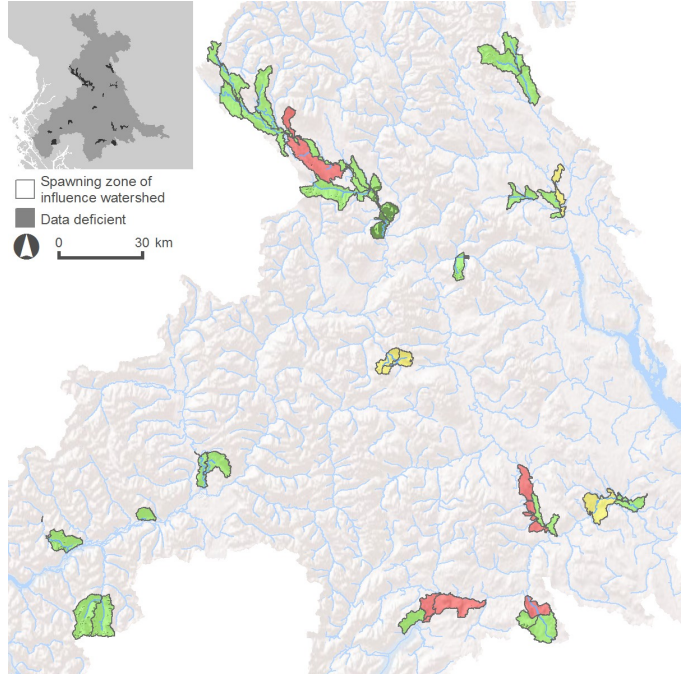 Spawning zone of
influence watershed
Data deficient
0 30 km